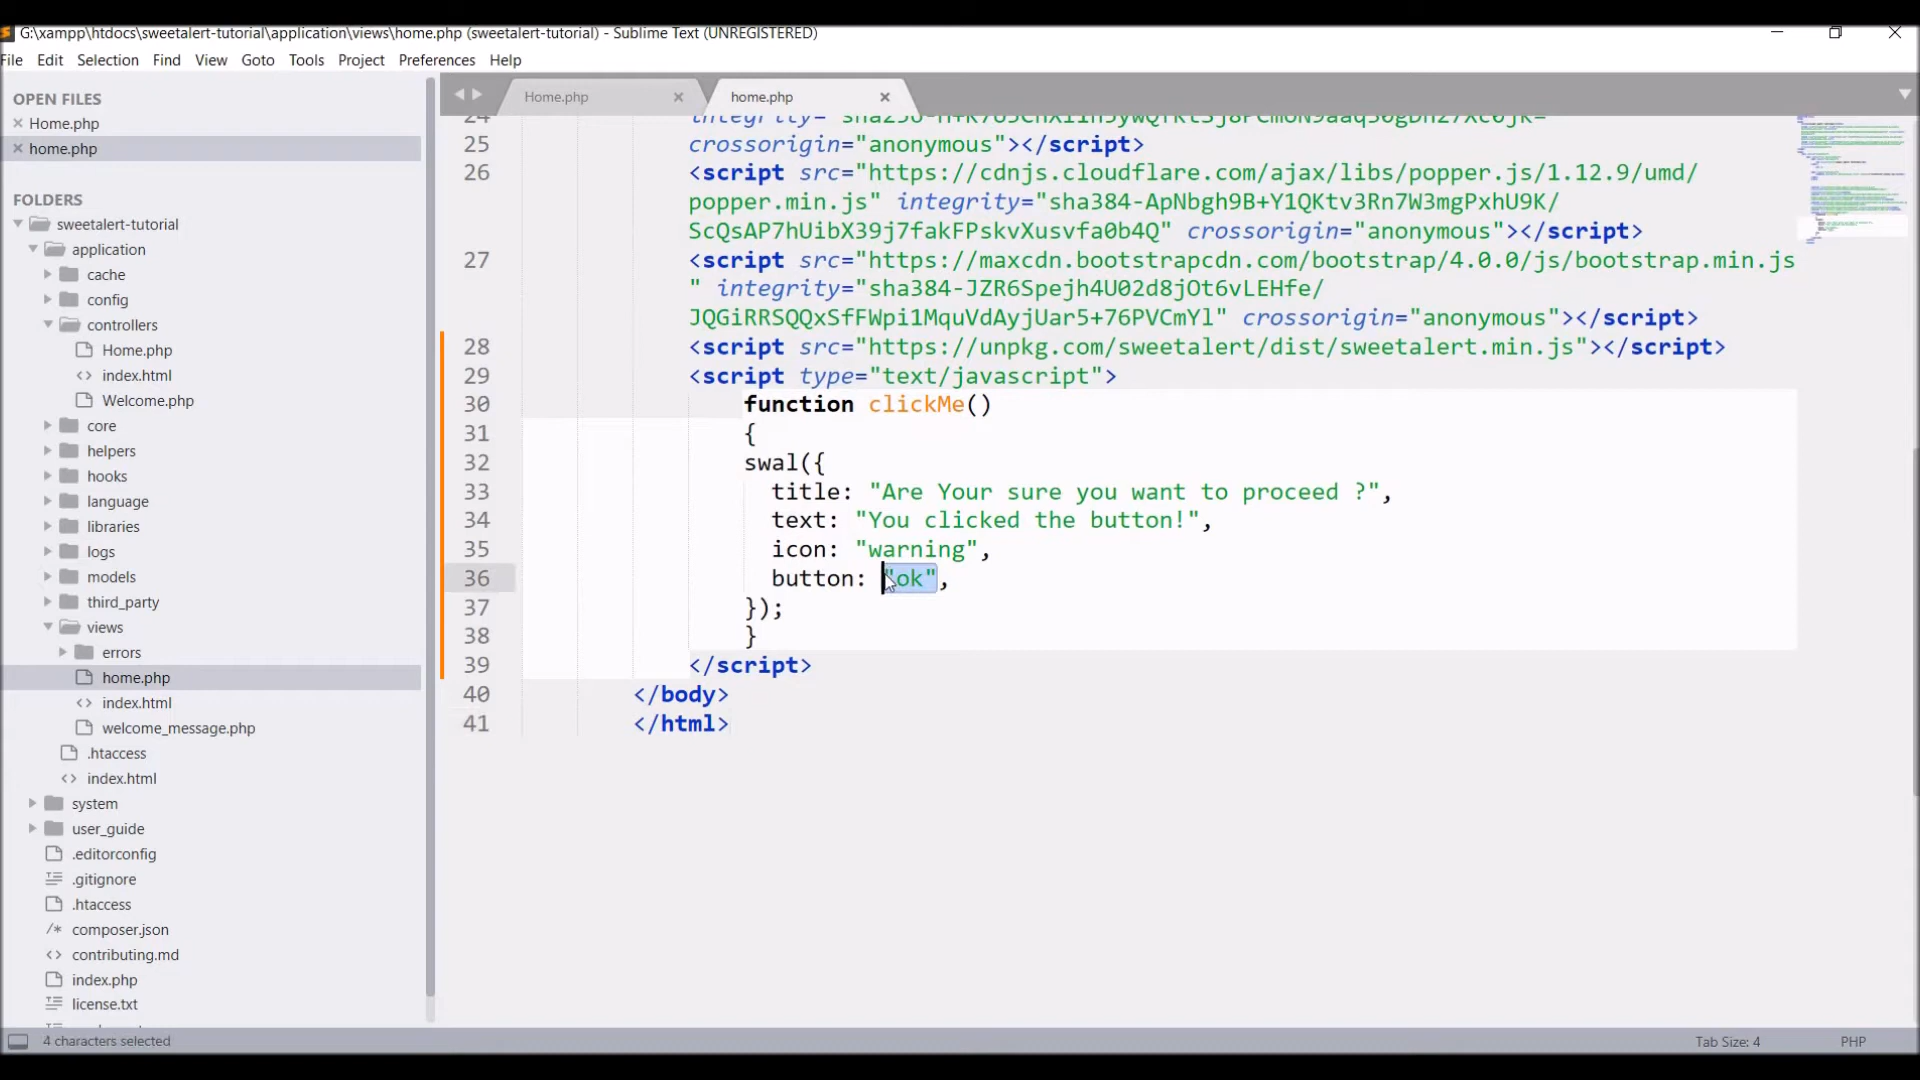 G:\xampp\htdocs\sweetalert-tutorial\application\views\home.php (sweetalert-tutorial) - Sublime Text (UNREGISTERED)
File Edit Selection Find View Goto Tools Project Preferences Help
OPEN FILES
Home.php
home.php
FOLDERS
sweetalert-tutorial
application
cache
config
controllers
Home.php
index.html
Welcome.php
core
helpers
hooks
language
libraries
logs
models
third_party
views
errors
home.php
index.html
welcome_message.php
.htaccess
index.html
system
user_guide
.editorconfig
.gitignore
.htaccess
composer.json
contributing.md
index.php
license.txt
Home.php home.php
24
25 crossorigin="anonymous"></script>
26 <script src="https://cdnjs.cloudflare.com/ajax/libs/popper.js/1.12.9/umd/
popper.min.js" integrity="sha384-ApNbgh9B+Y1QKtv3Rn7W3mgPxhU9K/
ScQsAP7hUibX39j7fakFPskvXusvfa0b4Q" crossorigin="anonymous"></script>
27 <script src="https://maxcdn.bootstrapcdn.com/bootstrap/4.0.0/js/bootstrap.min.js
" integrity="sha384-JZR6Spejh4U02d8jOt6vLEHfe/
JQGiRRSQQxSfFWpi1MquVdAyjUar5+76PVCmYl" crossorigin="anonymous"></script>
28 <script src="https://unpkg.com/sweetalert/dist/sweetalert.min.js"></script>
29 <script type="text/javascript">
30 function clickMe()
31 {
32 swal({
33 title: "Are Your sure you want to proceed ?",
34 text: "You clicked the button!",
35 icon: "warning",
36 button: "ok",
37 });
38 }
39 </script>
40 </body>
41 </html>
4 characters selected
Tab Size: 4 PHP